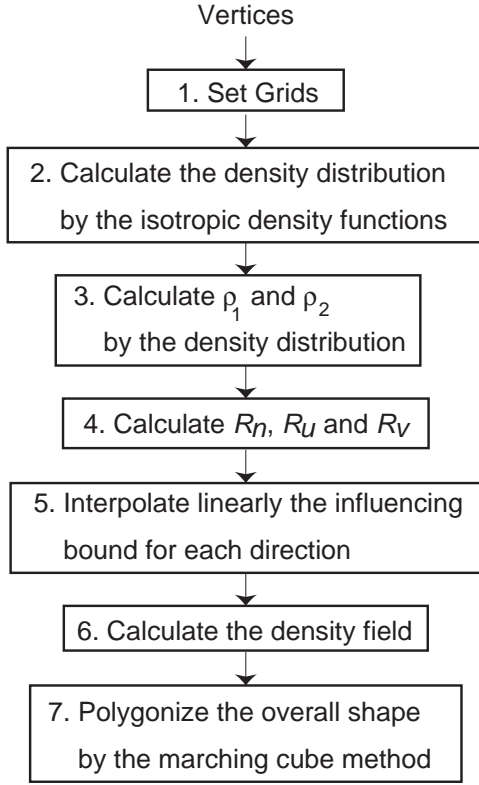 Vertices
1. Set Grids
2. Calculate the density distribution
by the isotropic density functions
3. Calculate ρ₁ and ρ₂
by the density distribution
4. Calculate Rn, Ru and Rv
5. Interpolate linearly the influencing
bound for each direction
6. Calculate the density field
7. Polygonize the overall shape
by the marching cube method